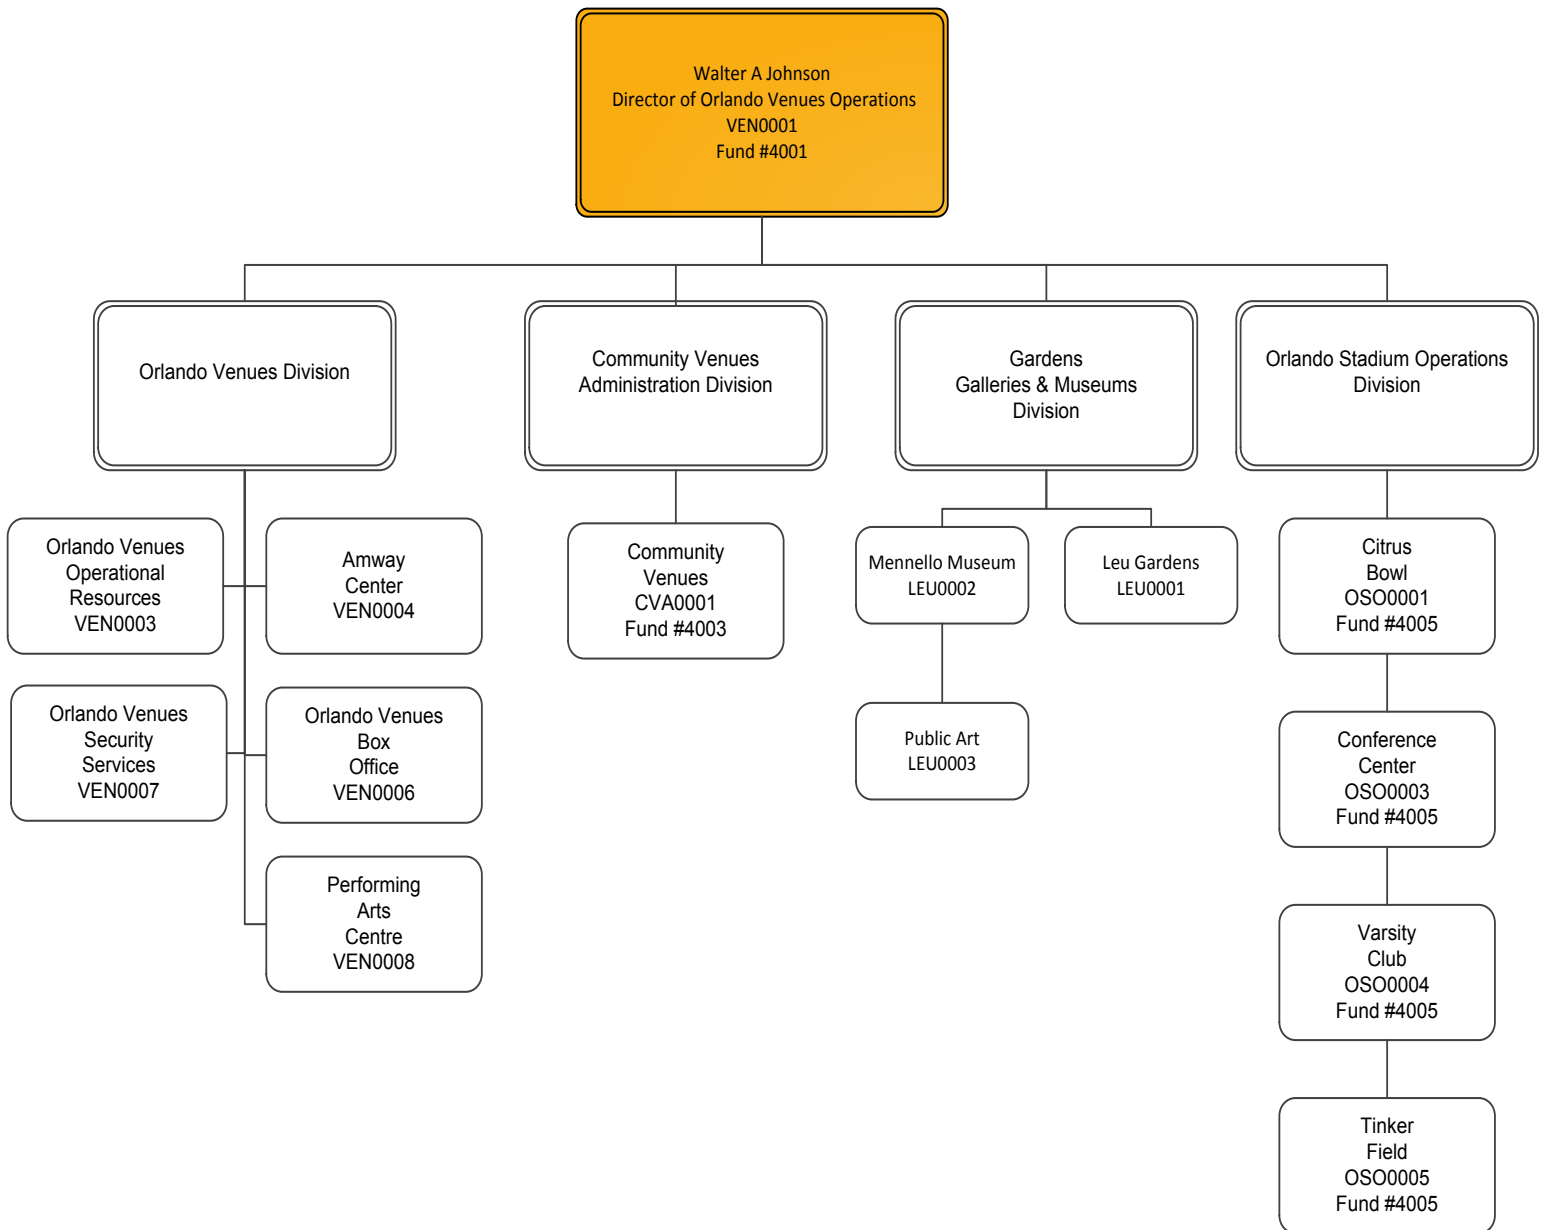 Walter A Johnson
Director of Orlando Venues Operations
VEN0001
Fund #4001
Orlando Venues Division
Community Venues
Administration Division
Gardens
Galleries & Museums
Division
Orlando Stadium Operations
Division
Orlando Venues
Operational
Resources
VEN0003
Amway
Center
VEN0004
Community
Venues
CVA0001
Fund #4003
Mennello Museum
LEU0002
Leu Gardens
LEU0001
Citrus
Bowl
OSO0001
Fund #4005
Orlando Venues
Security
Services
VEN0007
Orlando Venues
Box
Office
VEN0006
Public Art
LEU0003
Conference
Center
OSO0003
Fund #4005
Performing
Arts
Centre
VEN0008
Varsity
Club
OSO0004
Fund #4005
Tinker
Field
OSO0005
Fund #4005